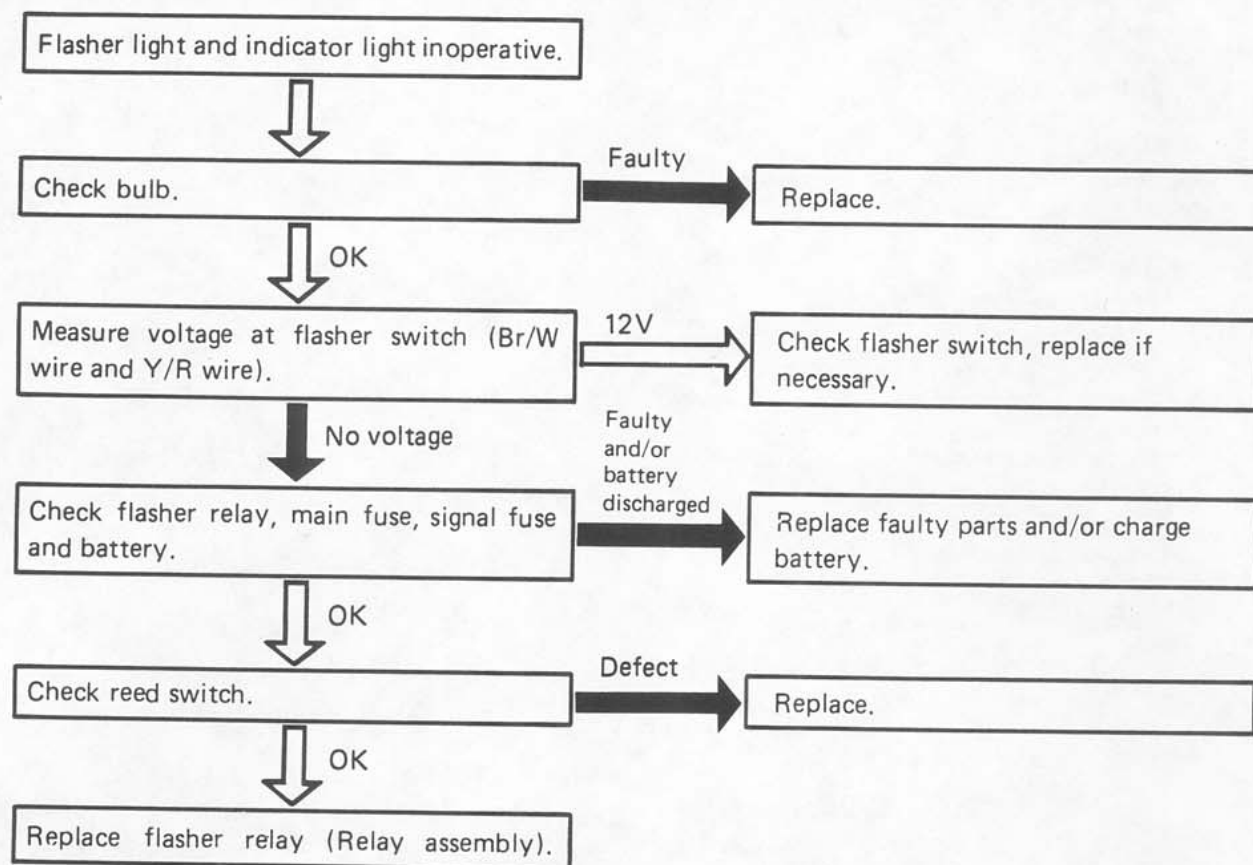 Flasher light and indicator light inoperative.
Check bulb.
Faulty
Replace.
OK
Measure voltage at flasher switch (Br/W
wire and Y/R wire).
12V
Check flasher switch, replace if
necessary.
No voltage
Faulty
and/or
battery
discharged
Check flasher relay, main fuse, signal fuse
and battery.
Replace faulty parts and/or charge
battery.
OK
Check reed switch.
Defect
Replace.
OK
Replace flasher relay (Relay assembly).